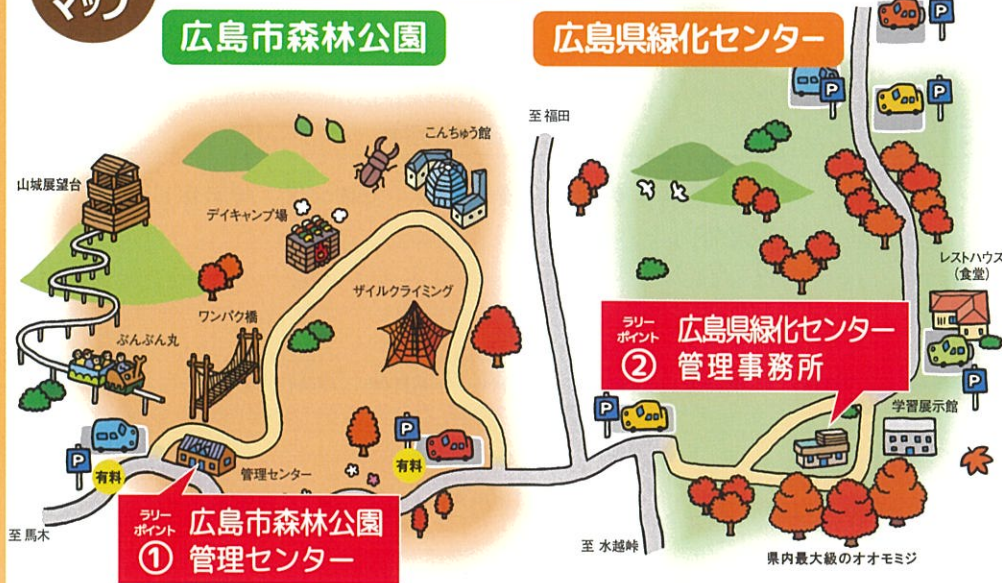 マップ
広島市森林公園
広島県緑化センター
P
P
P
至 福田
こんちゅう館
山城展望台
デイキャンプ場
ザイルクライミング
レストハウス
(食堂)
ワンパク橋
ぶんぶん丸
ラリー
ポイント
②
広島県緑化センター
管理事務所
P
P
学習展示館
P
有料
P
有料
管理センター
至 馬木
ラリー
ポイント
①
広島市森林公園
管理センター
至 水越峠
県内最大級のオオモミジ